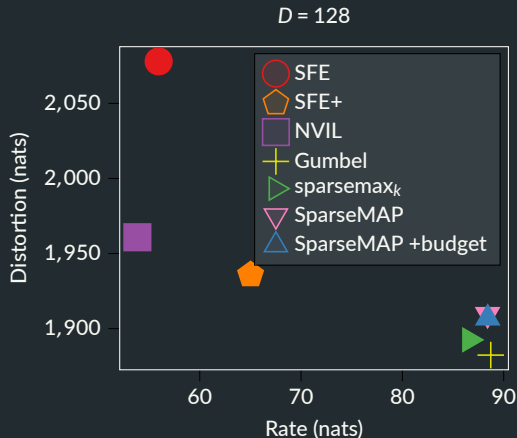 D = 128
Distortion (nats)
2,050
2,000
1,950
1,900
SFE
SFE+
NVIL
Gumbel
sparsemaxₖ
SparseMAP
SparseMAP +budget
60 70 80 90
Rate (nats)